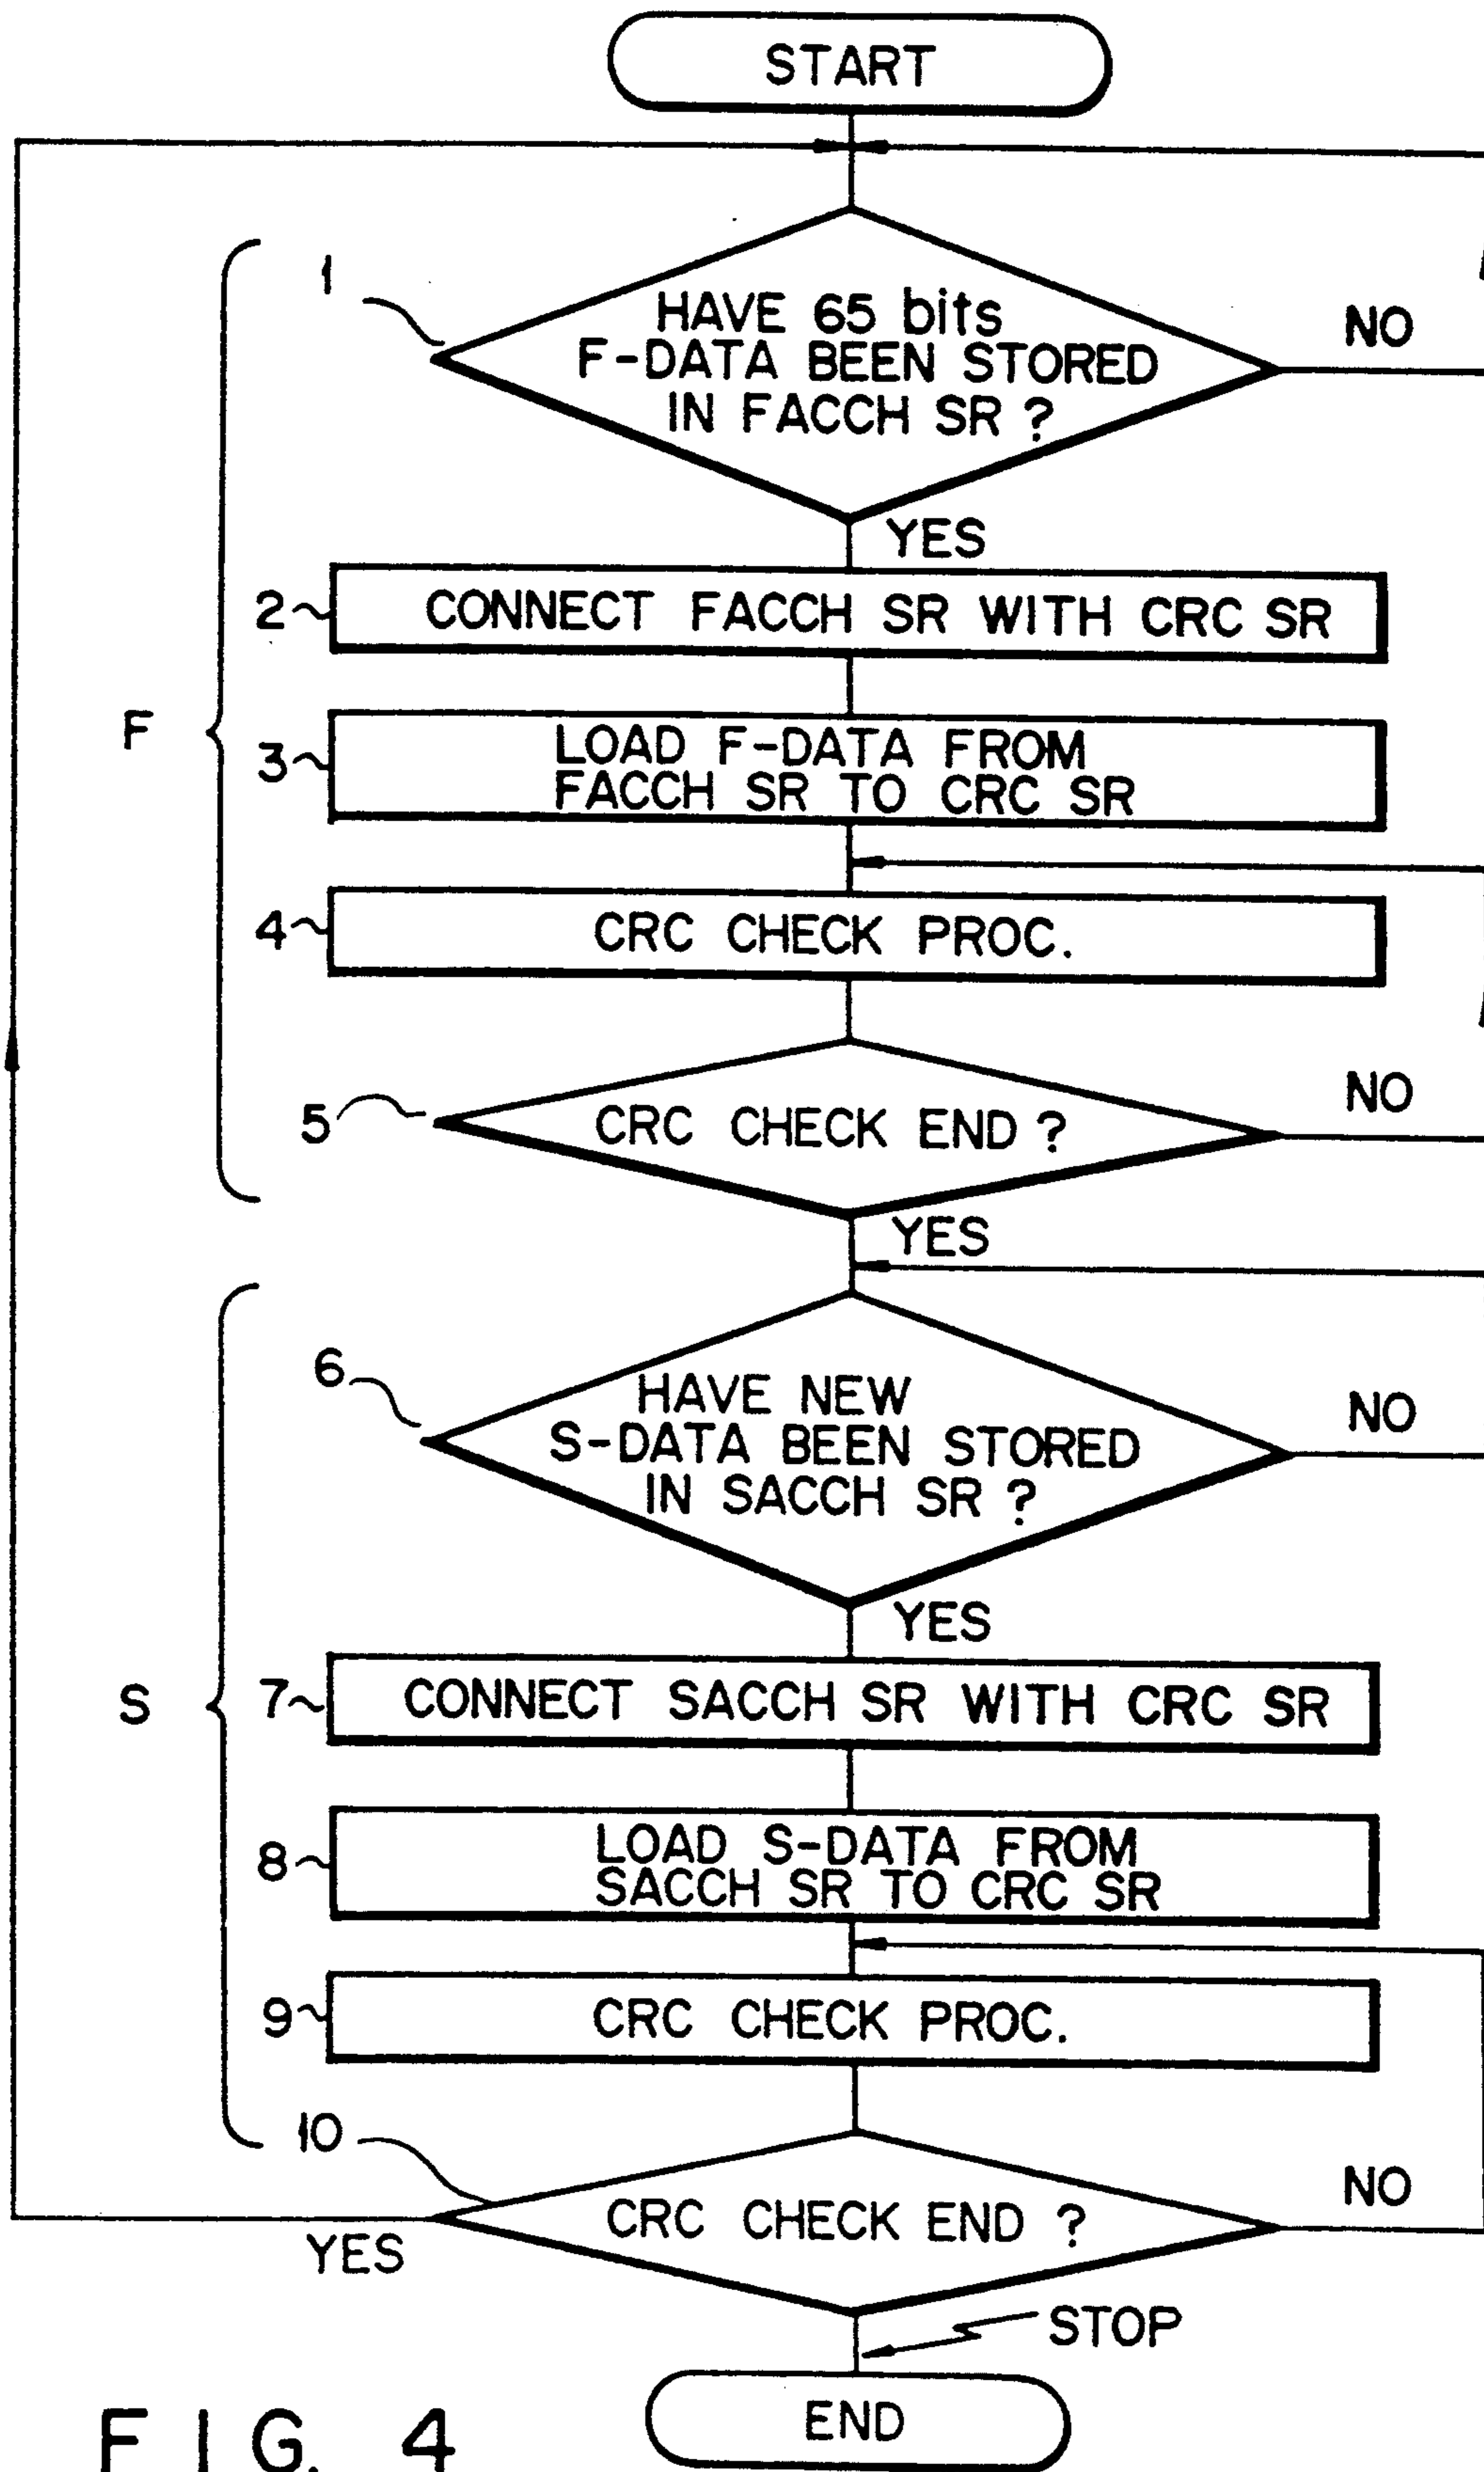 START
1
HAVE 65 bits
F-DATA BEEN STORED
IN FACCH SR ?
NO
YES
2
CONNECT FACCH SR WITH CRC SR
F
3
LOAD F-DATA FROM
FACCH SR TO CRC SR
4
CRC CHECK PROC.
5
CRC CHECK END ?
NO
YES
6
HAVE NEW
S-DATA BEEN STORED
IN SACCH SR ?
NO
YES
S
7
CONNECT SACCH SR WITH CRC SR
8
LOAD S-DATA FROM
SACCH SR TO CRC SR
9
CRC CHECK PROC.
10
CRC CHECK END ?
NO
YES
STOP
END
FIG. 4